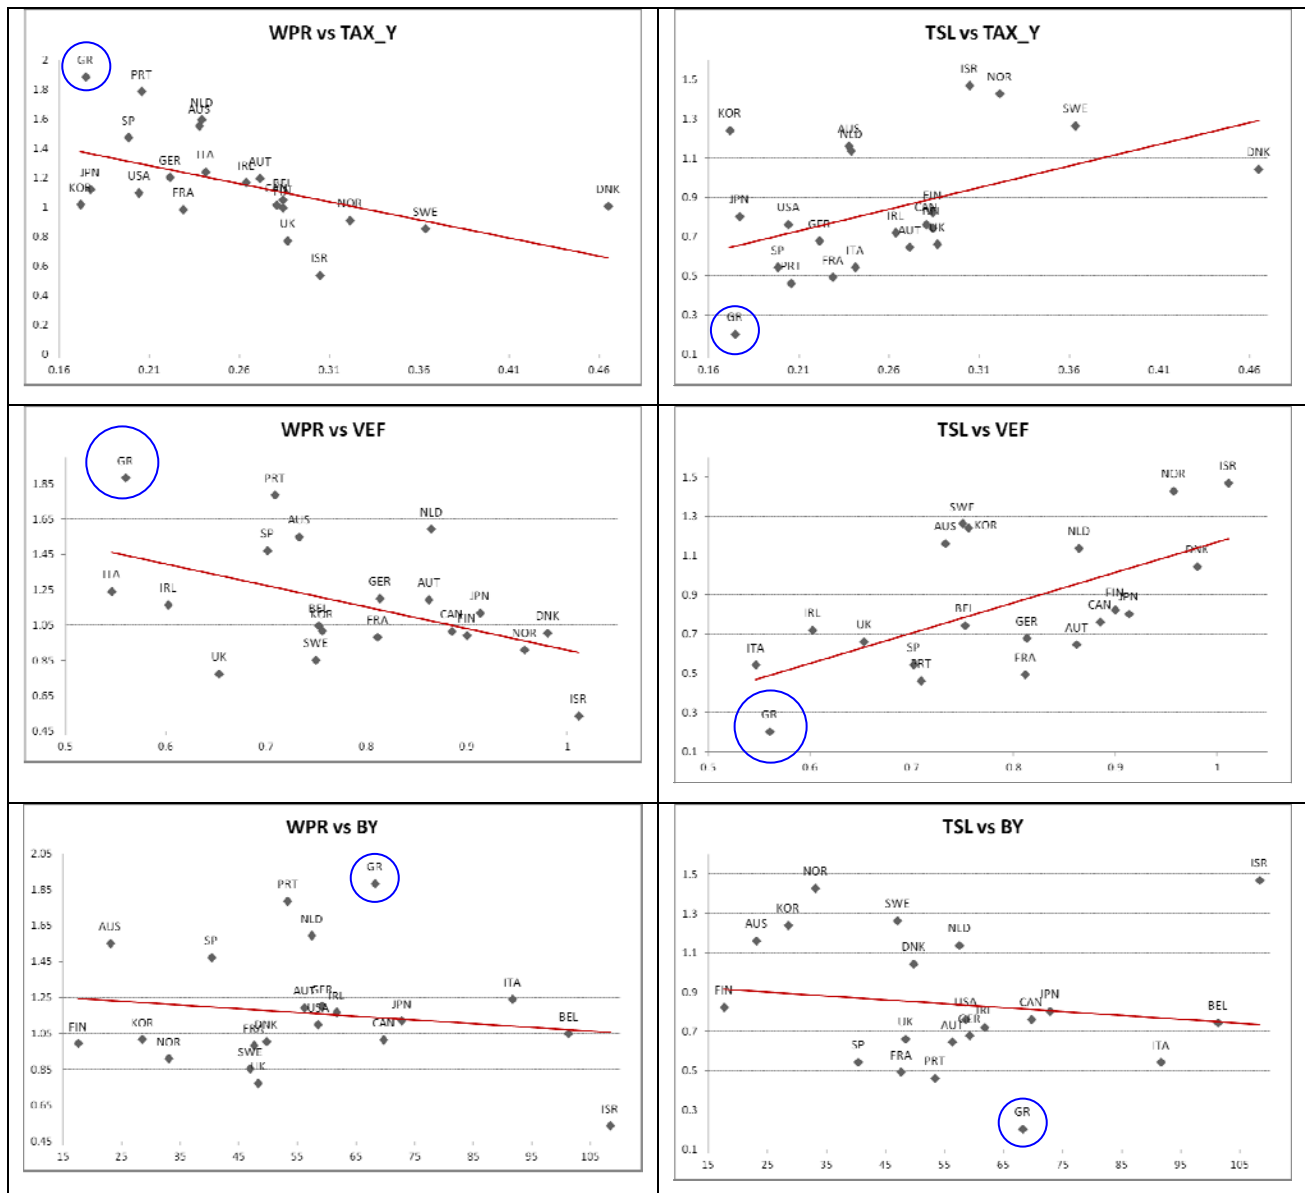 WPR vs TAX_Y
2
1.8
1.6
1.4
1.2
1
0.8
0.6
0.4
0.2
0
GR
PRT
NLD
AUS
SP
GER
ITA
IRL
AUT
JPN
KOR
USA
FRA
BEL
CAN
UK
NOR
SWE
DNK
ISR
0.16 0.21 0.26 0.31 0.36 0.41 0.46
TSL vs TAX_Y
1.5
1.3
1.1
0.9
0.7
0.5
0.3
0.1
ISR
NOR
SWE
KOR
AUS
NLD
DNK
JPN
USA
GER
FIN
CAN
IRL
AUT
UK
SP
PRT
FRA
ITA
GR
0.16 0.21 0.26 0.31 0.36 0.41 0.46
WPR vs VEF
1.85
1.65
1.45
1.25
1.05
0.85
0.65
0.45
GR
PRT
AUS
SP
NLD
ITA
IRL
GER
AUT
JPN
BEL
KOR
FRA
CAN
FIN
DNK
NOR
SWE
UK
ISR
0.5 0.6 0.7 0.8 0.9 1
TSL vs VEF
1.5
1.3
1.1
0.9
0.7
0.5
0.3
0.1
ISR
NOR
SWE
KOR
AUS
NLD
DNK
FIN
JPN
CAN
IRL
UK
BEL
GER
AUT
ITA
SP
PRT
FRA
GR
0.5 0.6 0.7 0.8 0.9 1
WPR vs BY
2.05
1.85
1.65
1.45
1.25
1.05
0.85
0.65
0.45
GR
PRT
NLD
AUS
SP
AUT
GER
IRL
USA
JPN
ITA
FIN
KOR
NOR
FRA
DNK
CAN
BEL
SWE
UK
ISR
15 25 35 45 55 65 75 85 95 105
TSL vs BY
1.5
1.3
1.1
0.9
0.7
0.5
0.3
0.1
ISR
NOR
KOR
AUS
SWE
NLD
DNK
FIN
USA
CAN
JPN
BEL
UK
AUT
GER
IRL
SP
FRA
PRT
ITA
GR
15 25 35 45 55 65 75 85 95 105